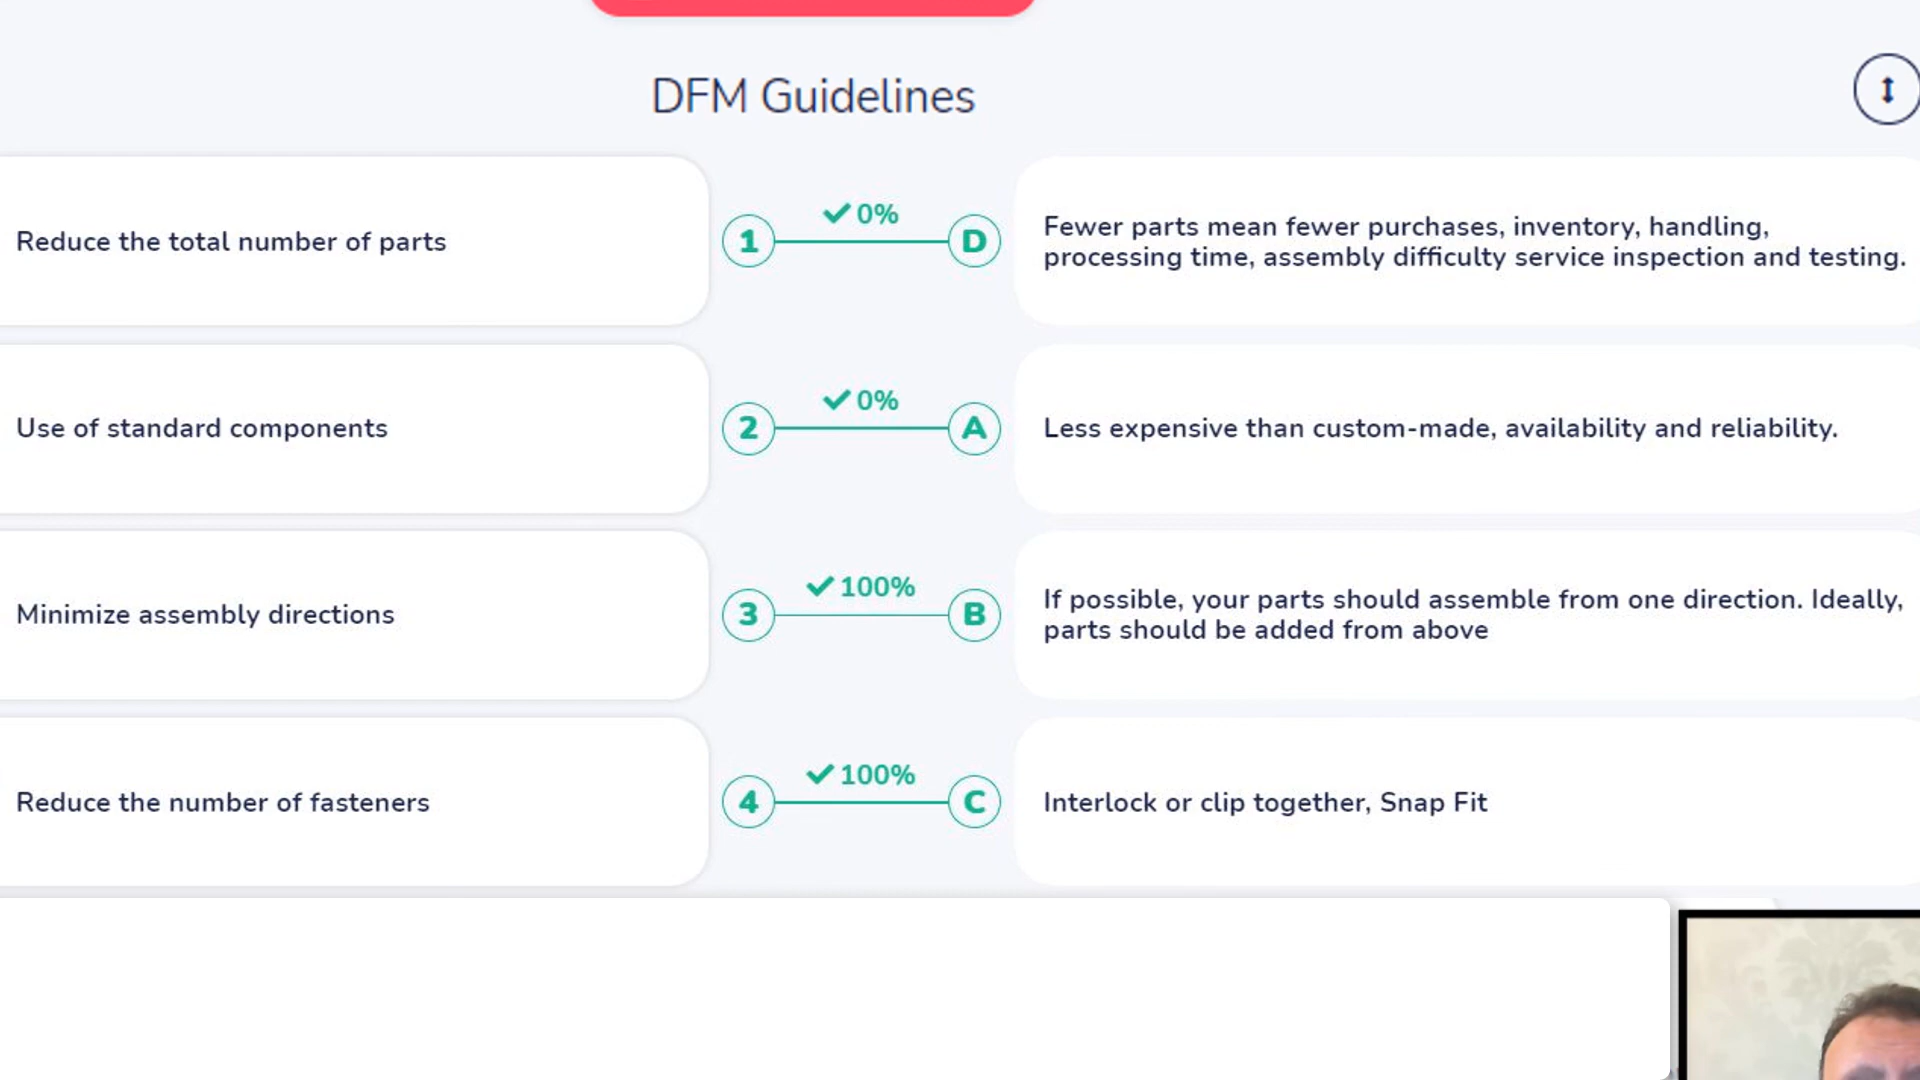 DFM Guidelines
Reduce the total number of parts
1
✔ 0%
D
Fewer parts mean fewer purchases, inventory, handling,
processing time, assembly difficulty service inspection and testing.
Use of standard components
2
✔ 0%
A
Less expensive than custom-made, availability and reliability.
Minimize assembly directions
3
✔ 100%
B
If possible, your parts should assemble from one direction. Ideally,
parts should be added from above
Reduce the number of fasteners
4
✔ 100%
C
Interlock or clip together, Snap Fit